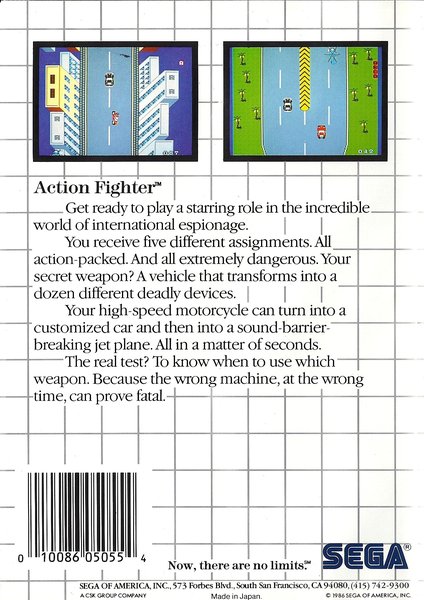 047
042
Action Fighter™
Get ready to play a starring role in the incredible
world of international espionage.
You receive five different assignments. All
action-packed. And all extremely dangerous. Your
secret weapon? A vehicle that transforms into a
dozen different deadly devices.
Your high-speed motorcycle can turn into a
customized car and then into a sound-barrier-
breaking jet plane. All in a matter of seconds.
The real test? To know when to use which
weapon. Because the wrong machine, at the wrong
time, can prove fatal.
0 10086 05055 4
Now, there are no limits.℠
SEGA®
SEGA OF AMERICA, INC., 573 Forbes Blvd., South San Francisco, CA 94080, (415) 742-9300
A CSK GROUP COMPANY Made in Japan. © 1986 SEGA OF AMERICA, INC.